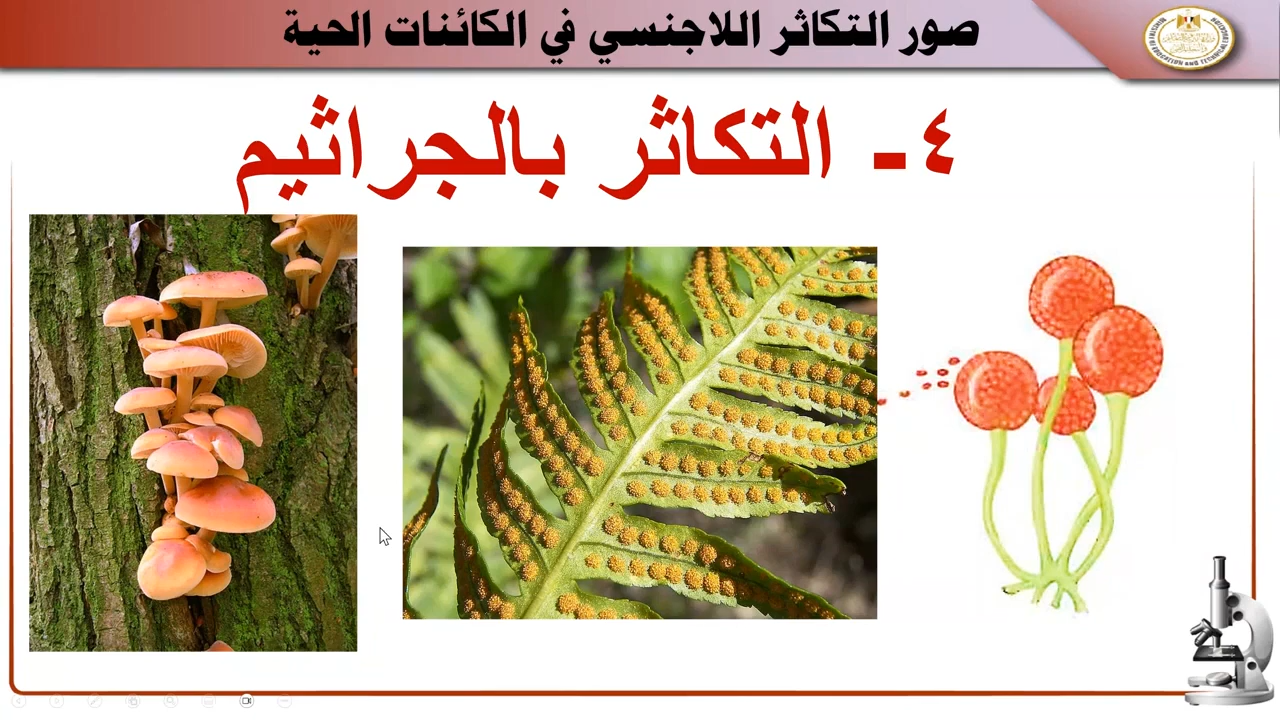 صور التكاثر اللاجنسي في الكائنات الحية
٤- التكاثر بالجراثيم